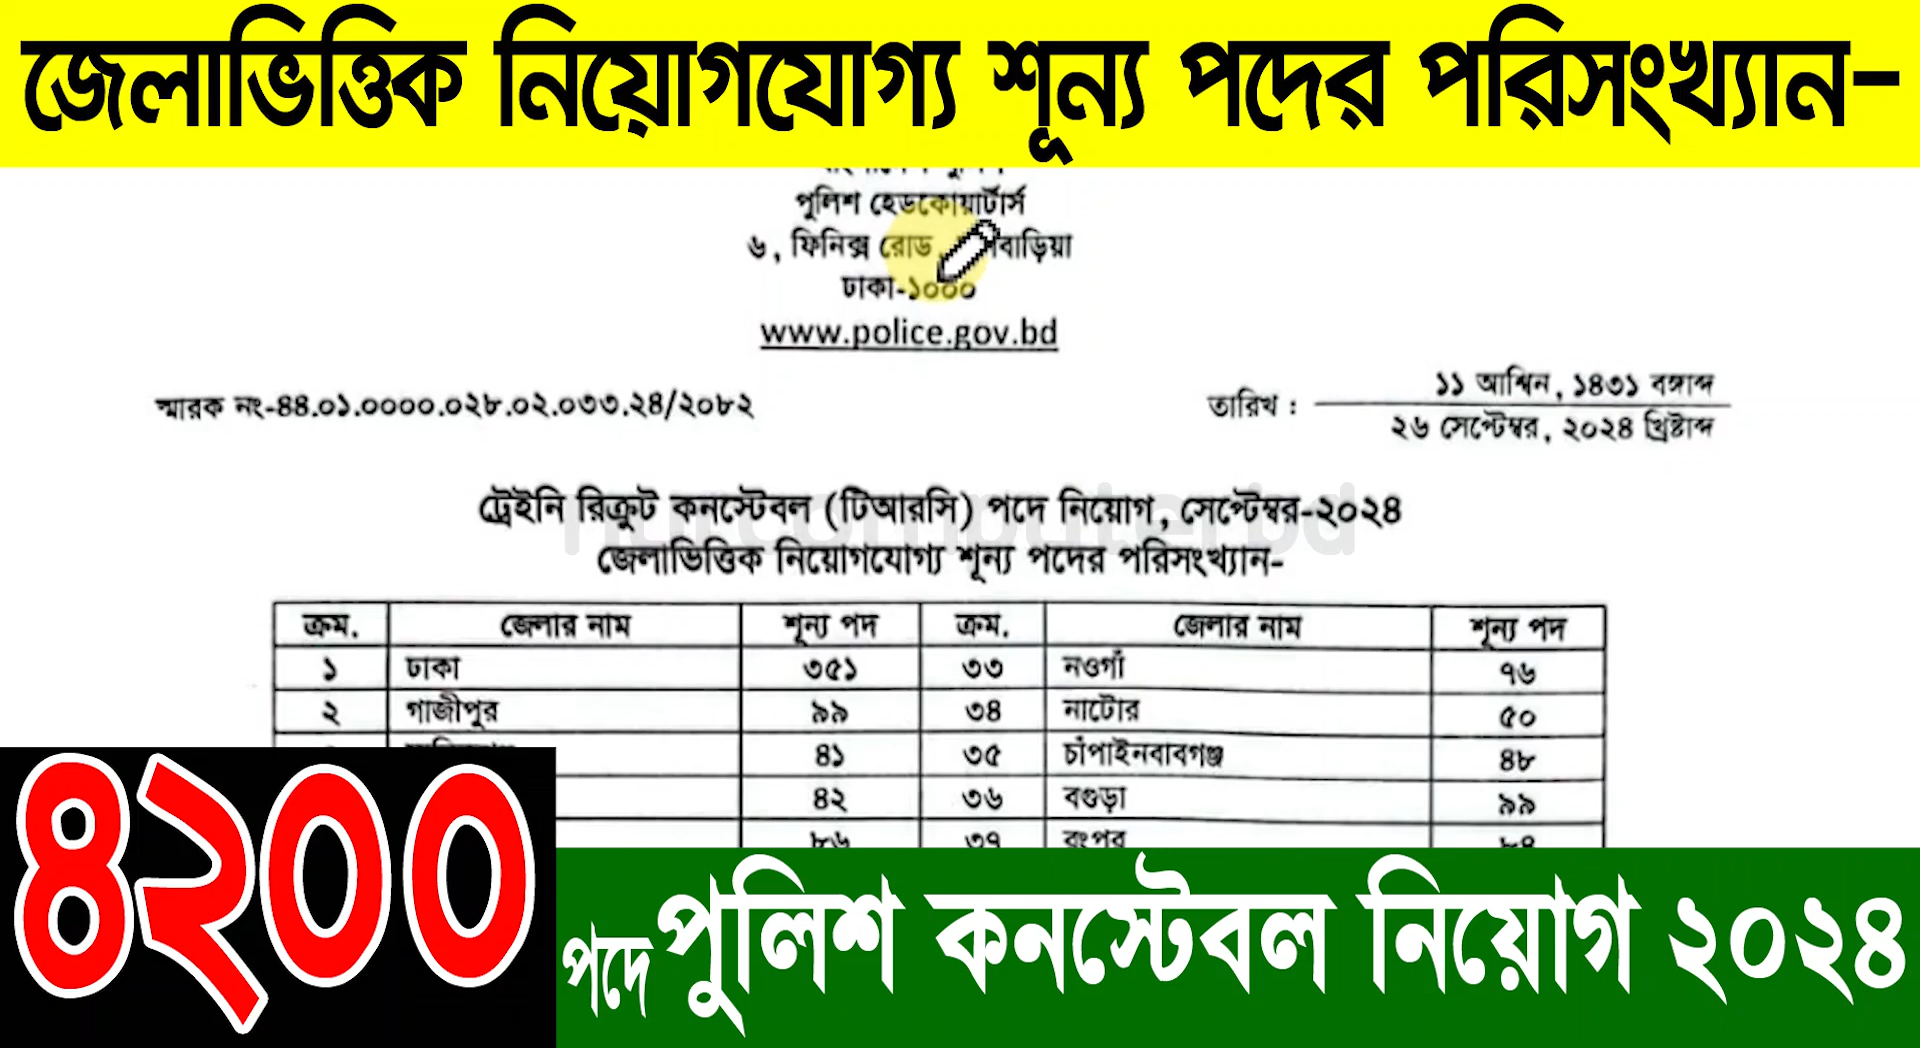 জেলাভিত্তিক নিয়োগযোগ্য শূন্য পদের পরিসংখ্যান-
পুলিশ হেডকোয়ার্টার্স
৬, ফিনিক্স রোড,
ঢাকা-১০০০
www.police.gov.bd
স্মারক নং-৪৪.০১.০০০০.০২৮.০২.০৩৩.২৪/২০৮২
তারিখ : ১১ আশ্বিন, ১৪৩১ বঙ্গাব্দ
২৬ সেপ্টেম্বর, ২০২৪ খ্রিষ্টাব্দ
ট্রেইনি রিক্রুট কনস্টেবল (টিআরসি) পদে নিয়োগ, সেপ্টেম্বর-২০২৪
জেলাভিত্তিক নিয়োগযোগ্য শূন্য পদের পরিসংখ্যান-
ক্রম. জেলার নাম শূন্য পদ ক্রম. জেলার নাম শূন্য পদ
১ ঢাকা ৩৫১ ৩৩ নওগাঁ ৭৬
২ গাজীপুর ৯৯ ৩৪ নাটোর ৫০
৪১ ৩৫ চাঁপাইনবাবগঞ্জ ৪৮
৪২ ৩৬ বগুড়া ৯৯
৮৬ ৩৭ রংপুর
৪২০০
পদে পুলিশ কনস্টেবল নিয়োগ ২০২৪